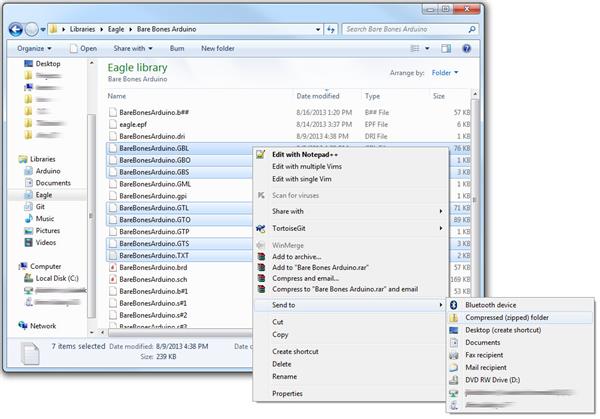 Libraries ▸ Eagle ▸ Bare Bones Arduino ▸
Search Bare Bones Arduino
Organize ▾ Open Share with ▾ Burn New folder
Eagle library
Bare Bones Arduino
Arrange by: Folder ▾
Name Date modified Type Size
Desktop
Libraries
Arduino
Documents
Eagle
Git
Music
Pictures
Videos
Computer
Local Disk (C:)
Network
BareBonesArduino.b## 8/16/2013 1:20 PM B## File 57 KB
eagle.epf 8/14/2013 3:37 PM EPF File 6 KB
BareBonesArduino.dri 8/9/2013 4:38 PM DRI File 1 KB
BareBonesArduino.GBL 76 KB
BareBonesArduino.GBO 1 KB
BareBonesArduino.GBS 3 KB
BareBonesArduino.GML 1 KB
BareBonesArduino.gpi 1 KB
BareBonesArduino.GTL 71 KB
BareBonesArduino.GTO 89 KB
BareBonesArduino.GTP 1 KB
BareBonesArduino.GTS 3 KB
BareBonesArduino.TXT 2 KB
BareBonesArduino.brd
BareBonesArduino.sch
BareBonesArduino.s#1
BareBonesArduino.s#2
BareBonesArduino.s#3
Edit with Notepad++
Edit with multiple Vims
Edit with single Vim
Scan for viruses
Share with
TortoiseGit
WinMerge
Add to archive...
Add to "Bare Bones Arduino.rar"
Compress and email...
Compress to "Bare Bones Arduino.rar" and email
Send to
Cut
Copy
Create shortcut
Delete
Rename
Properties
Bluetooth device
Compressed (zipped) folder
Desktop (create shortcut)
Documents
Fax recipient
Mail recipient
DVD RW Drive (D:)
7 items selected Date modified: 8/9/2013 4:38 PM
Size: 239 KB